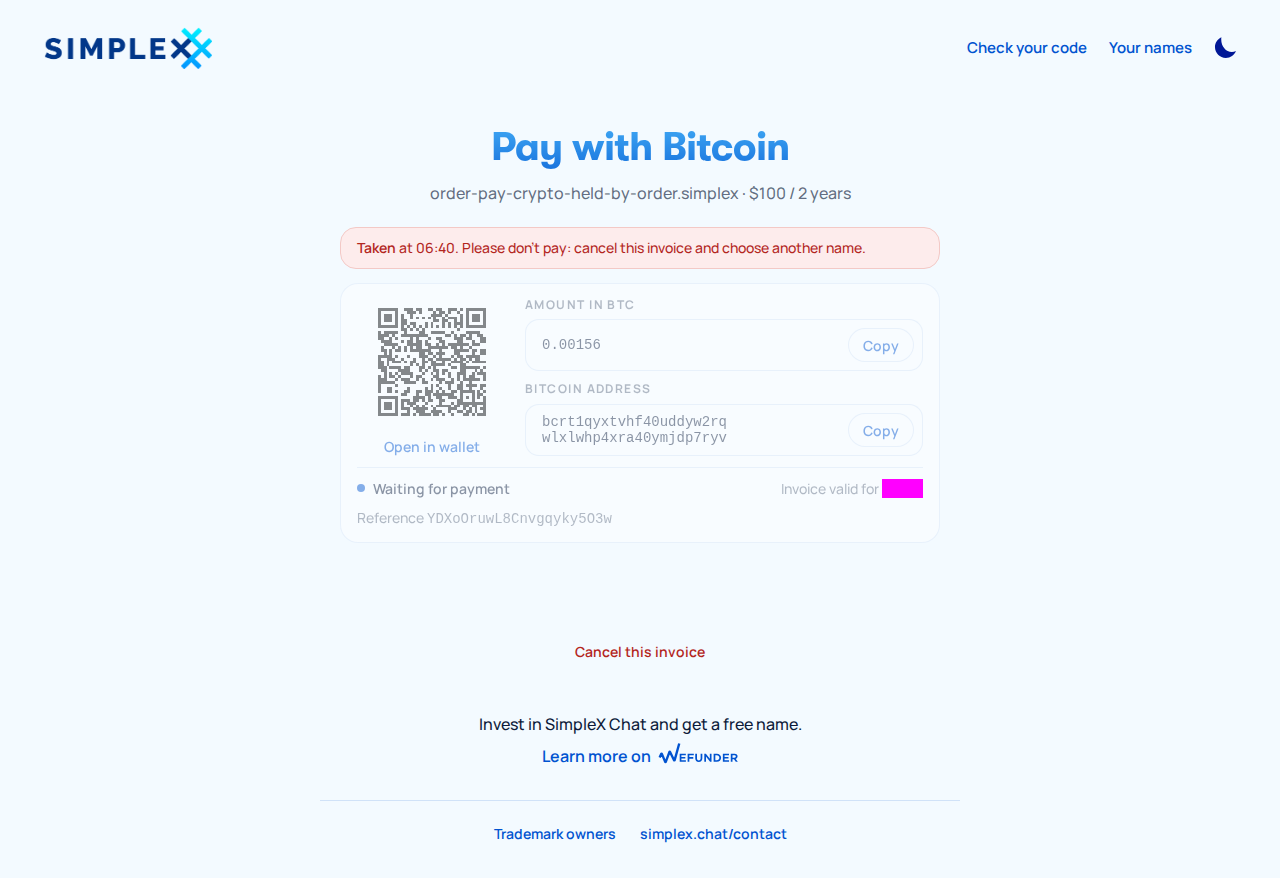 SIMPLEX
Check your code
Your names
Pay with Bitcoin
order-pay-crypto-held-by-order.simplex · $100 / 2 years
Taken at 06:40. Please don't pay: cancel this invoice and choose another name.
AMOUNT IN BTC
0.00156
Copy
BITCOIN ADDRESS
bcrt1qyxtvhf40uddyw2rq
wlxlwhp4xra40ymjdp7ryv
Copy
Open in wallet
Waiting for payment
Invoice valid for
Reference YDXoOruwL8Cnvgqyky5O3w
Cancel this invoice
Invest in SimpleX Chat and get a free name.
Learn more on WEFUNDER
Trademark owners
simplex.chat/contact